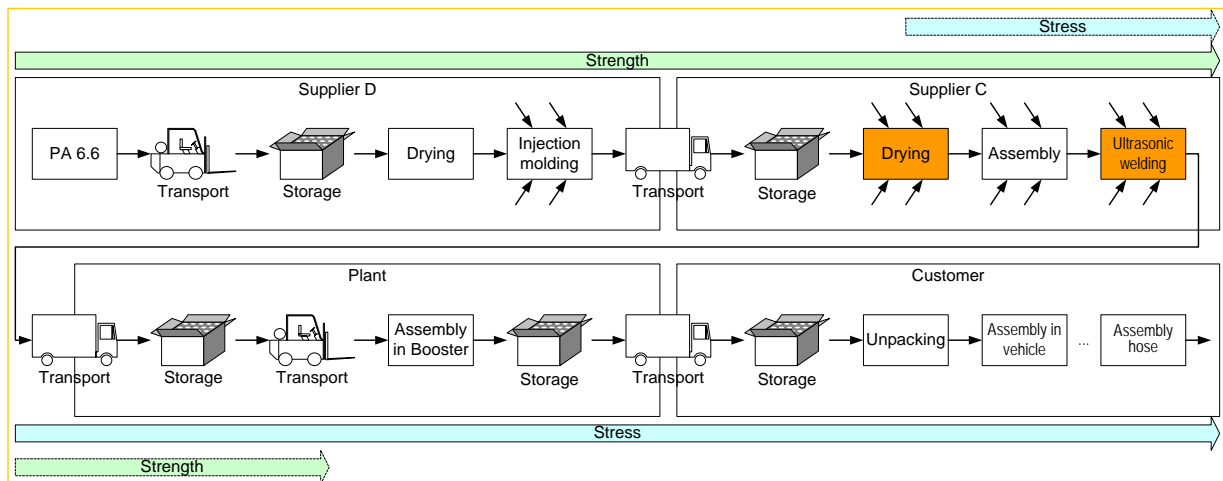 Stress
Strength
Supplier D
Supplier C
PA 6.6
Transport
Storage
Drying
Injection
molding
Transport
Storage
Drying
Assembly
Ultrasonic
welding
Plant
Customer
Transport
Storage
Transport
Assembly
in Booster
Storage
Transport
Storage
Unpacking
Assembly in
vehicle
...
Assembly
hose
Stress
Strength